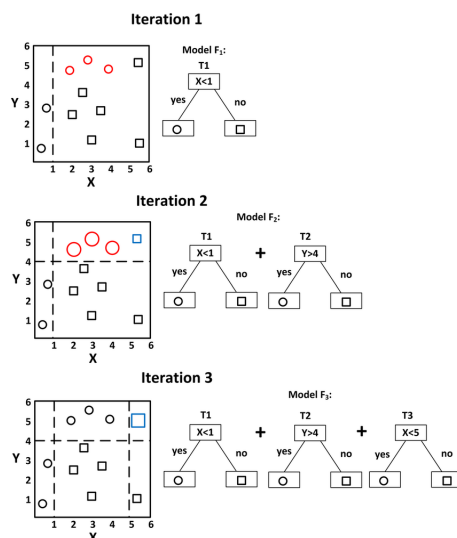 Iteration 1
Model F₁:
T1
X<1
yes
no
6
5
4
Y
3
2
1
1 2 3 4 5 6
X
Iteration 2
Model F₂:
T1
+
T2
X<1
Y>4
yes
no
yes
no
6
5
4
Y
3
2
1
1 2 3 4 5 6
X
Iteration 3
Model F₃:
T1
+
T2
+
T3
X<1
Y>4
X<5
yes
no
yes
no
yes
no
6
5
4
Y
3
2
1
1 2 3 4 5 6
X